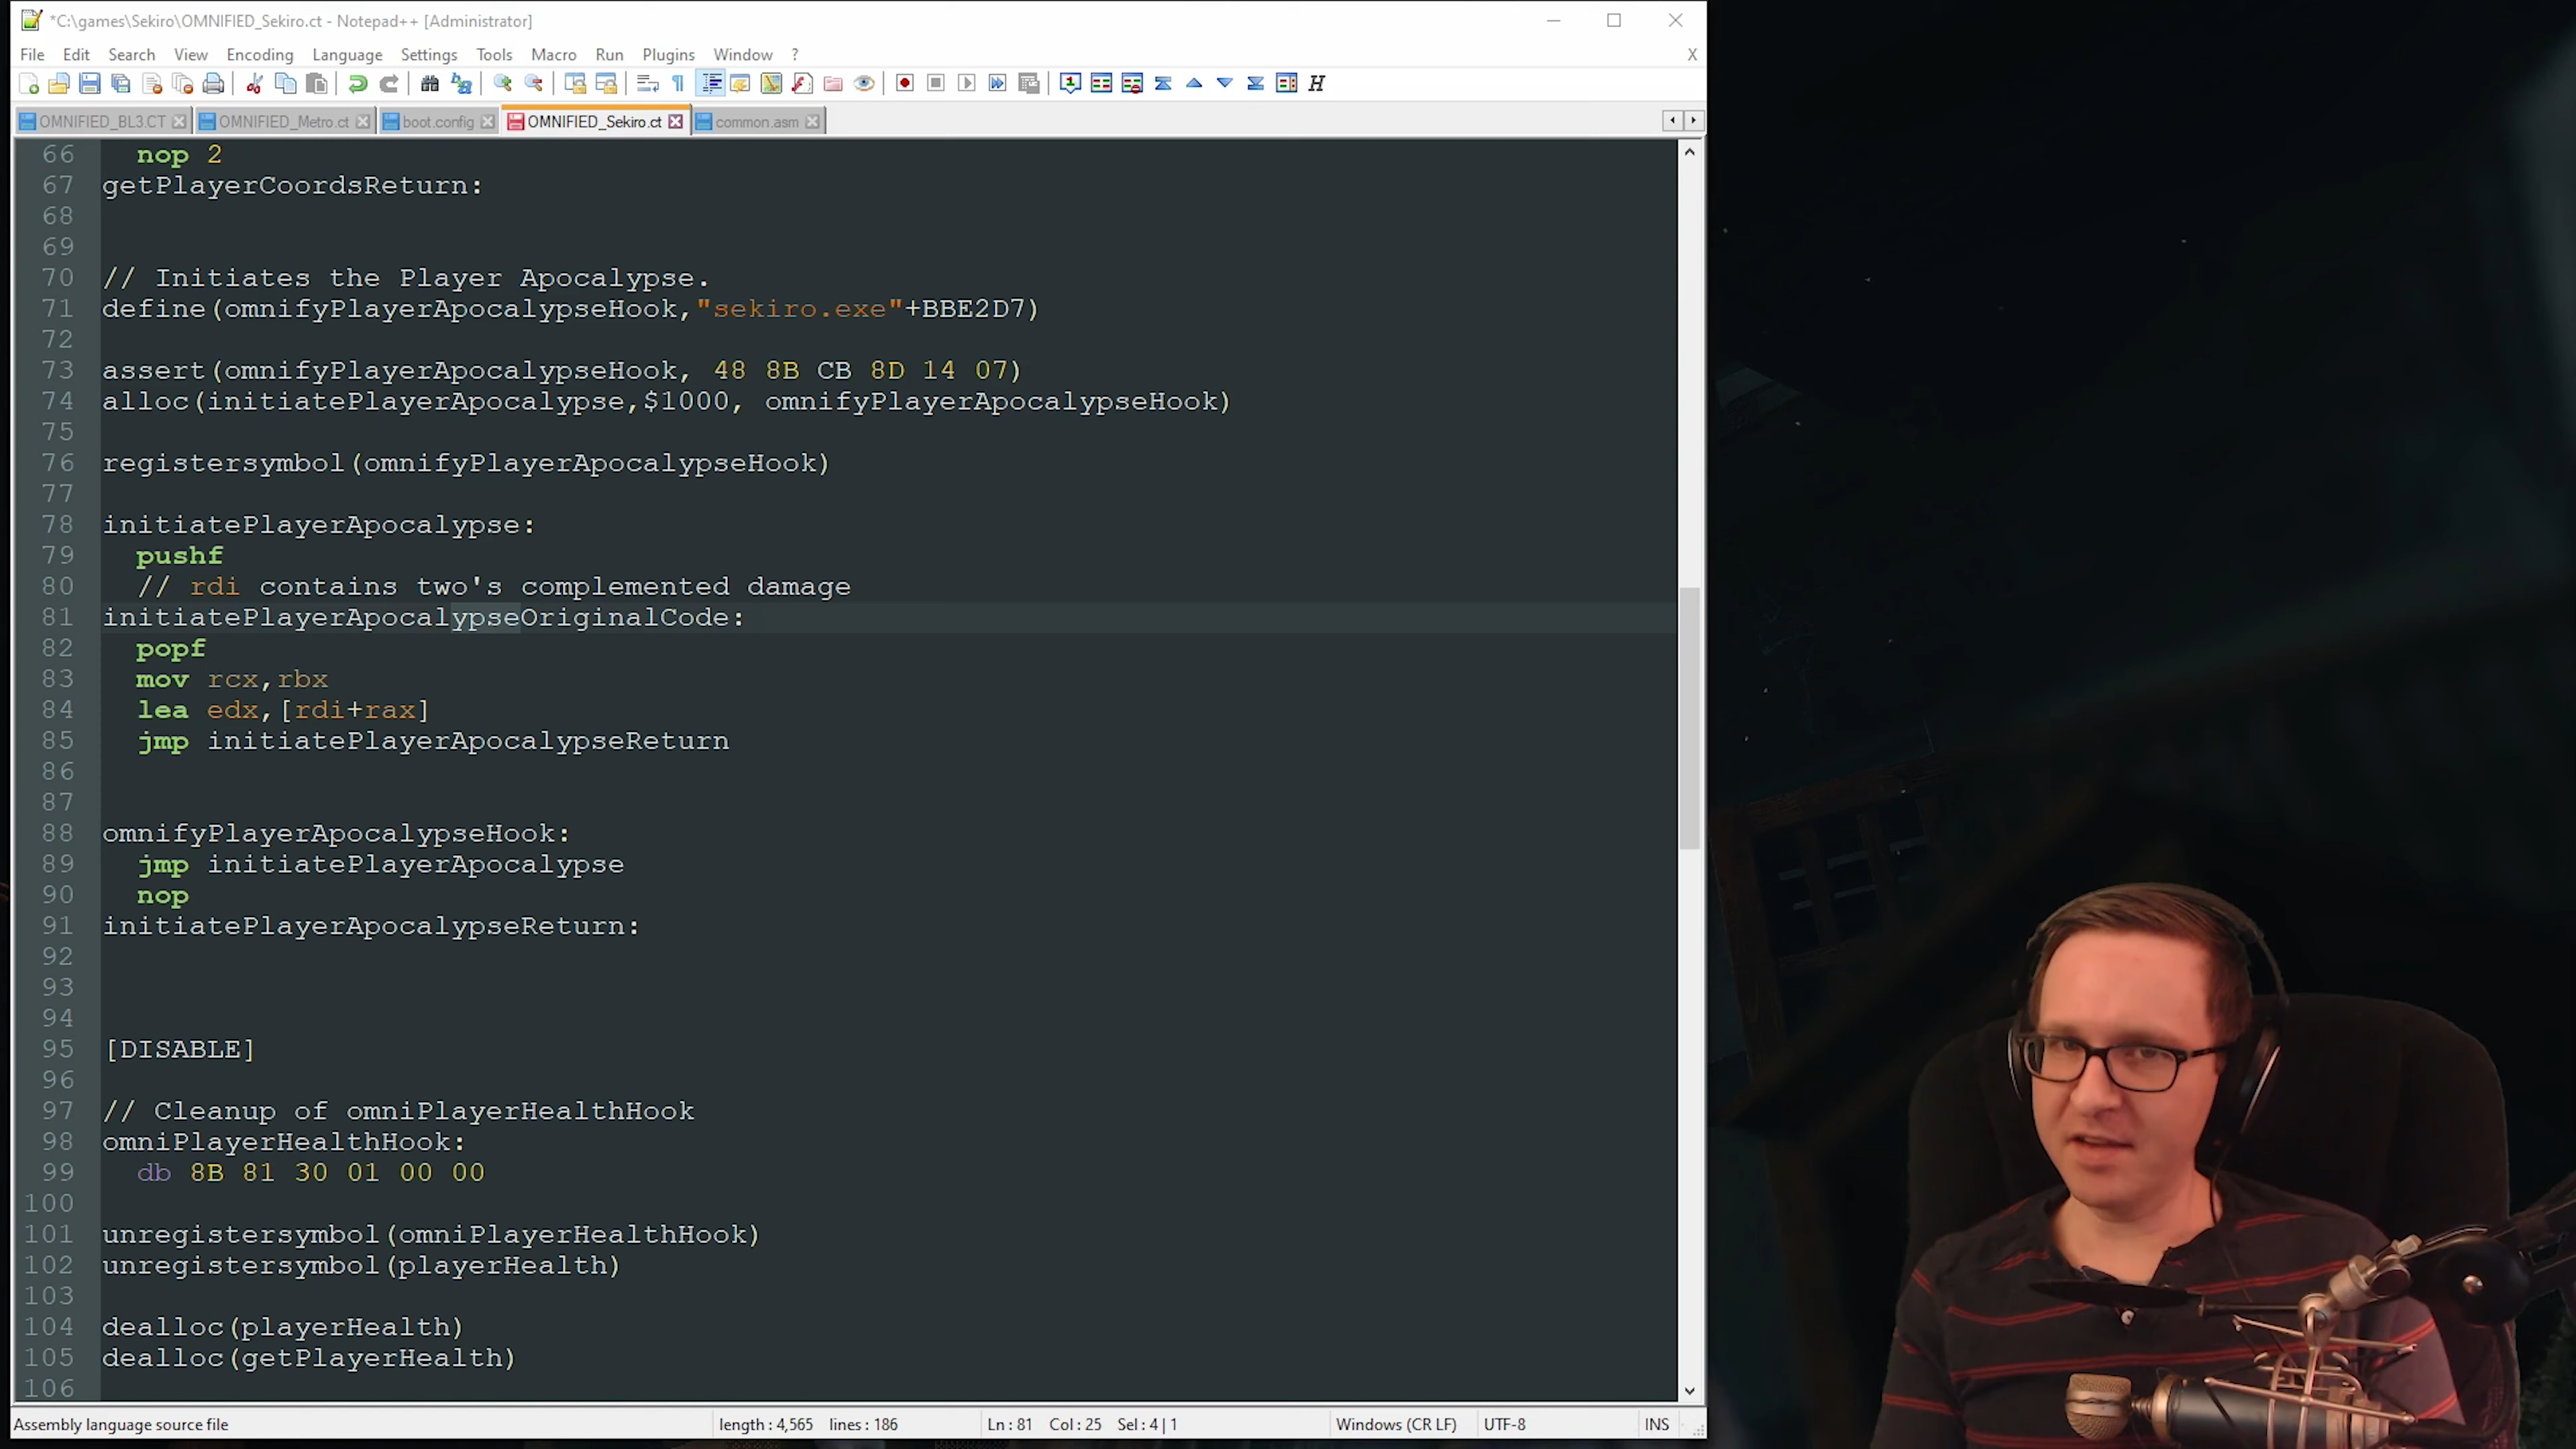 *C:\games\Sekiro\OMNIFIED_Sekiro.ct - Notepad++ [Administrator]
File Edit Search View Encoding Language Settings Tools Macro Run Plugins Window ? X
OMNIFIED_BL3.CT OMNIFIED_Metro.ct boot.config OMNIFIED_Sekiro.ct common.asm
66 nop 2
67 getPlayerCoordsReturn:
68
69
70 // Initiates the Player Apocalypse.
71 define(omnifyPlayerApocalypseHook,"sekiro.exe"+BBE2D7)
72
73 assert(omnifyPlayerApocalypseHook, 48 8B CB 8D 14 07)
74 alloc(initiatePlayerApocalypse,$1000, omnifyPlayerApocalypseHook)
75
76 registersymbol(omnifyPlayerApocalypseHook)
77
78 initiatePlayerApocalypse:
79 pushf
80 // rdi contains two's complemented damage
81 initiatePlayerApocalypseOriginalCode:
82 popf
83 mov rcx,rbx
84 lea edx,[rdi+rax]
85 jmp initiatePlayerApocalypseReturn
86
87
88 omnifyPlayerApocalypseHook:
89 jmp initiatePlayerApocalypse
90 nop
91 initiatePlayerApocalypseReturn:
92
93
94
95 [DISABLE]
96
97 // Cleanup of omniPlayerHealthHook
98 omniPlayerHealthHook:
99 db 8B 81 30 01 00 00
100
101 unregistersymbol(omniPlayerHealthHook)
102 unregistersymbol(playerHealth)
103
104 dealloc(playerHealth)
105 dealloc(getPlayerHealth)
106
Assembly language source file length : 4,565 lines : 186 Ln : 81 Col : 25 Sel : 4 | 1 Windows (CR LF) UTF-8 INS